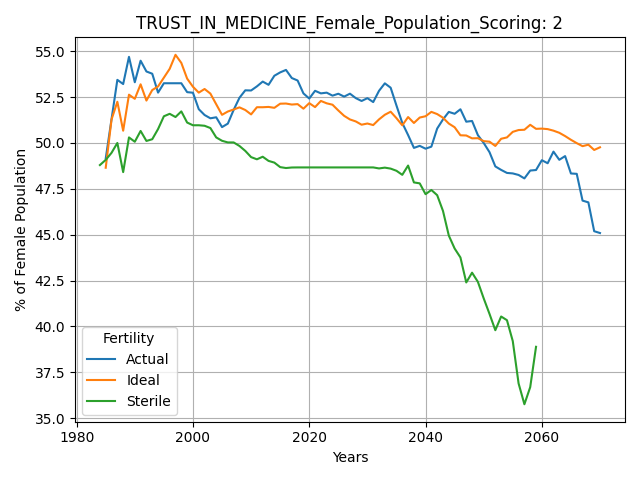 TRUST_IN_MEDICINE_Female_Population_Scoring: 2
% of Female Population
55.0
52.5
50.0
47.5
45.0
42.5
40.0
37.5
35.0
Fertility
Actual
Ideal
Sterile
1980 2000 2020 2040 2060
Years